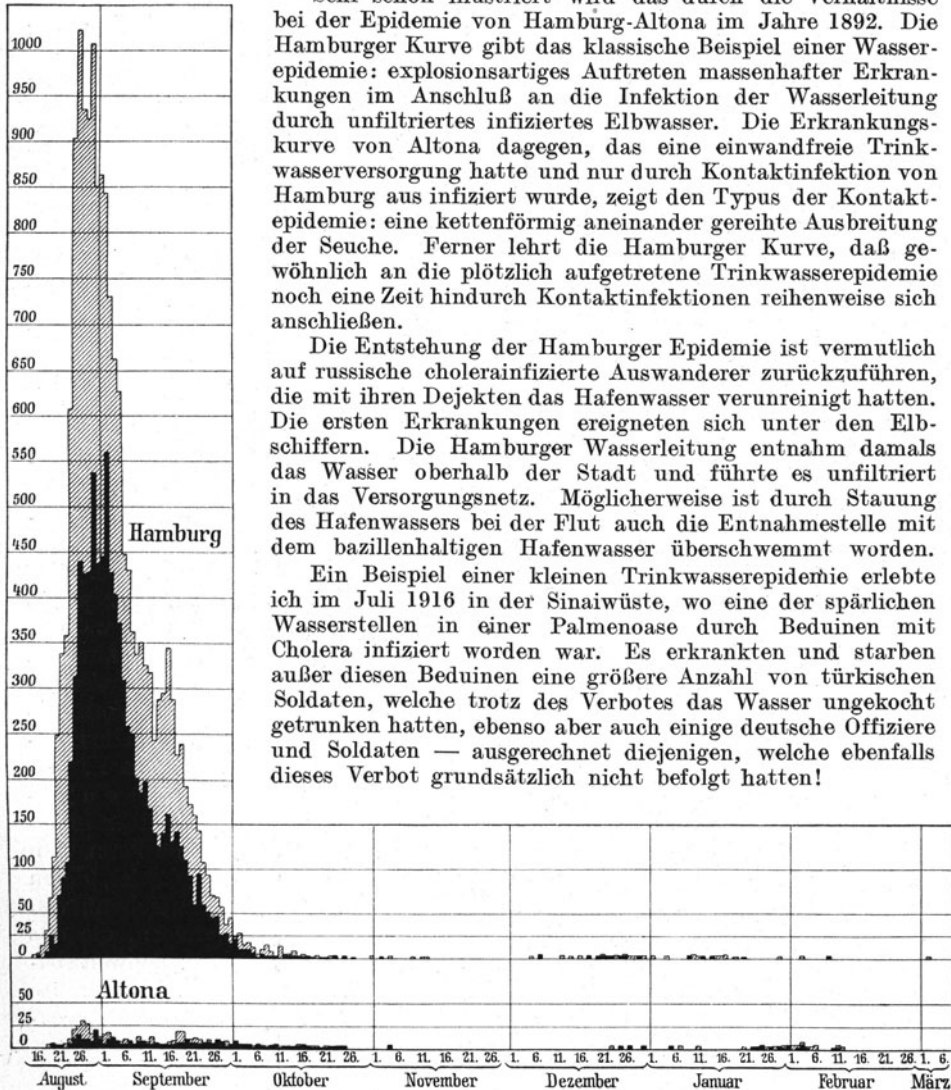 Sehr schön illustriert wird das durch die Verhältnisse
bei der Epidemie von Hamburg-Altona im Jahre 1892. Die
Hamburger Kurve gibt das klassische Beispiel einer Wasser-
epidemie: explosionsartiges Auftreten massenhafter Erkran-
kungen im Anschluß an die Infektion der Wasserleitung
durch unfiltriertes infiziertes Elbwasser. Die Erkrankungs-
kurve von Altona dagegen, das eine einwandfreie Trink-
wasserversorgung hatte und nur durch Kontaktinfektion von
Hamburg aus infiziert wurde, zeigt den Typus der Kontakt-
epidemie: eine kettenförmig aneinander gereihte Ausbreitung
der Seuche. Ferner lehrt die Hamburger Kurve, daß ge-
wöhnlich an die plötzlich aufgetretene Trinkwasserepidemie
noch eine Zeit hindurch Kontaktinfektionen reihenweise sich
anschließen.
Die Entstehung der Hamburger Epidemie ist vermutlich
auf russische cholerainfizierte Auswanderer zurückzuführen,
die mit ihren Dejekten das Hafenwasser verunreinigt hatten.
Die ersten Erkrankungen ereigneten sich unter den Elb-
schiffern. Die Hamburger Wasserleitung entnahm damals
das Wasser oberhalb der Stadt und führte es unfiltriert
in das Versorgungsnetz. Möglicherweise ist durch Stauung
des Hafenwassers bei der Flut auch die Entnahmestelle mit
dem bazillenhaltigen Hafenwasser überschwemmt worden.
Ein Beispiel einer kleinen Trinkwasserepidemie erlebte
ich im Juli 1916 in der Sinaiwüste, wo eine der spärlichen
Wasserstellen in einer Palmenoase durch Beduinen mit
Cholera infiziert worden war. Es erkrankten und starben
außer diesen Beduinen eine größere Anzahl von türkischen
Soldaten, welche trotz des Verbotes das Wasser ungekocht
getrunken hatten, ebenso aber auch einige deutsche Offiziere
und Soldaten — ausgerechnet diejenigen, welche ebenfalls
dieses Verbot grundsätzlich nicht befolgt hatten!
1000
950
900
850
800
750
700
650
600
550
500
450
400
350
300
250
200
150
100
50
25
0
Hamburg
Altona
50
25
0
16. 21. 26. 1. 6. 11. 16. 21. 26. 1. 6. 11. 16. 21. 26. 1. 6. 11. 16. 21. 26. 1. 6. 11. 16. 21. 26. 1. 6. 11. 16. 21. 26. 1. 6. 11. 16. 21. 26. 1. 6.
August September Oktober November Dezember Januar Februar März